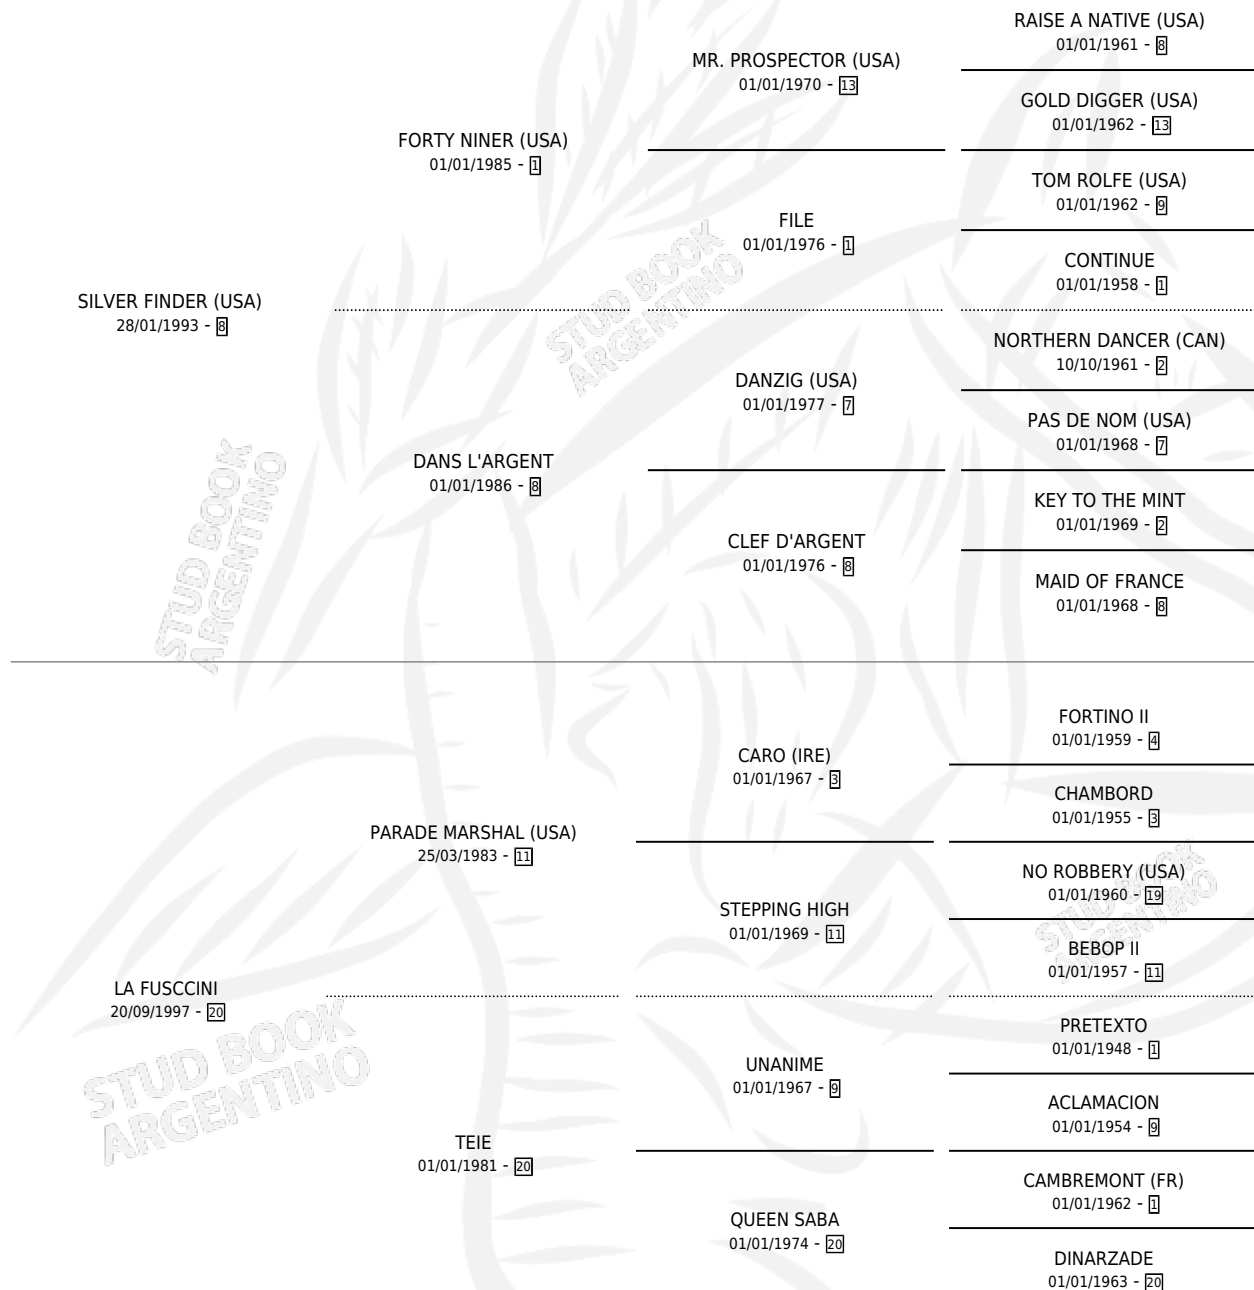 RAISE A NATIVE (USA)
01/01/1961 - 8
MR. PROSPECTOR (USA)
01/01/1970 - 13
GOLD DIGGER (USA)
01/01/1962 - 13
FORTY NINER (USA)
01/01/1985 - 1
TOM ROLFE (USA)
01/01/1962 - 9
FILE
01/01/1976 - 1
CONTINUE
01/01/1958 - 1
SILVER FINDER (USA)
28/01/1993 - 8
NORTHERN DANCER (CAN)
10/10/1961 - 2
DANZIG (USA)
01/01/1977 - 7
PAS DE NOM (USA)
01/01/1968 - 7
DANS L'ARGENT
01/01/1986 - 8
KEY TO THE MINT
01/01/1969 - 2
CLEF D'ARGENT
01/01/1976 - 8
MAID OF FRANCE
01/01/1968 - 8
FORTINO II
01/01/1959 - 4
CARO (IRE)
01/01/1967 - 3
CHAMBORD
01/01/1955 - 3
PARADE MARSHAL (USA)
25/03/1983 - 11
NO ROBBERY (USA)
01/01/1960 - 19
STEPPING HIGH
01/01/1969 - 11
BEBOP II
01/01/1957 - 11
LA FUSCCINI
20/09/1997 - 20
PRETEXTO
01/01/1948 - 1
UNANIME
01/01/1967 - 9
ACLAMACION
01/01/1954 - 9
TEIE
01/01/1981 - 20
CAMBREMONT (FR)
01/01/1962 - 1
QUEEN SABA
01/01/1974 - 20
DINARZADE
01/01/1963 - 20
STUD BOOK
ARGENTINO
STUD BOOK
ARGENTINO
STUD BOOK
ARGENTINO
STUD BOOK
ARGENTINO